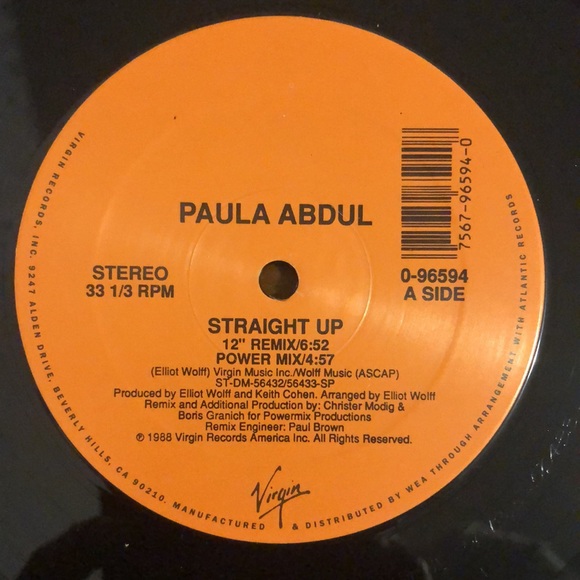 PAULA ABDUL
7567-96594-0
STEREO
33 1/3 RPM
0-96594
A SIDE
STRAIGHT UP
12" REMIX/6:52
POWER MIX/4:57
(Elliot Wolff) Virgin Music Inc./Wolff Music (ASCAP)
ST-DM-56432/56433-SP
Produced by Elliot Wolff and Keith Cohen. Arranged by Elliot Wolff
Remix and Additional Production by: Christer Modig &
Boris Granich for Powermix Productions
Remix Engineer: Paul Brown
℗ 1988 Virgin Records America Inc. All Rights Reserved.
Virgin
VIRGIN RECORDS, INC. 9247 ALDEN DRIVE, BEVERLY HILLS, CA 90210. MANUFACTURED & DISTRIBUTED BY WEA THROUGH ARRANGEMENT WITH ATLANTIC RECORDS